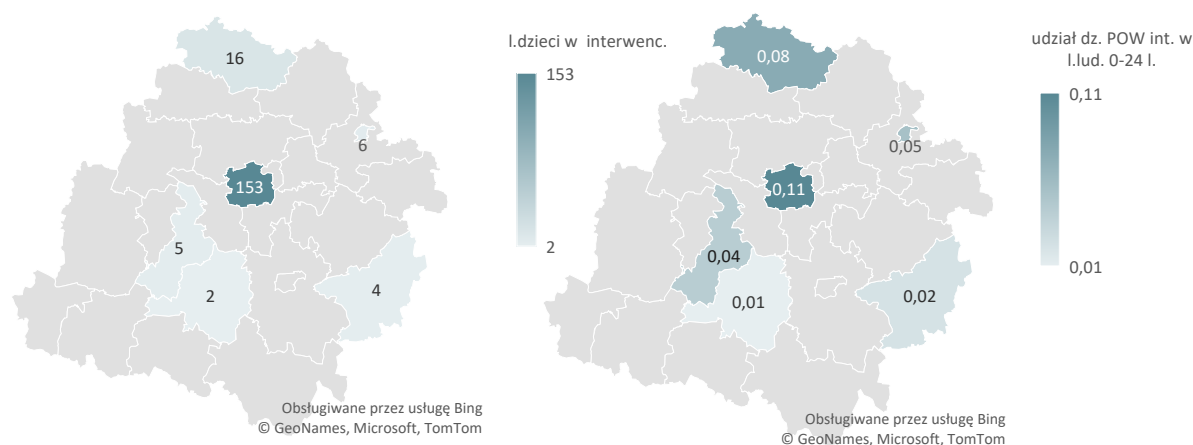 l.dzieci w interwenc.
153
2
16
6
153
5
2
4
Obsługiwane przez usługę Bing
© GeoNames, Microsoft, TomTom
udział dz. POW int. w
l.lud. 0-24 l.
0,11
0,01
0,08
0,05
0,11
0,04
0,01
0,02
Obsługiwane przez usługę Bing
© GeoNames, Microsoft, TomTom